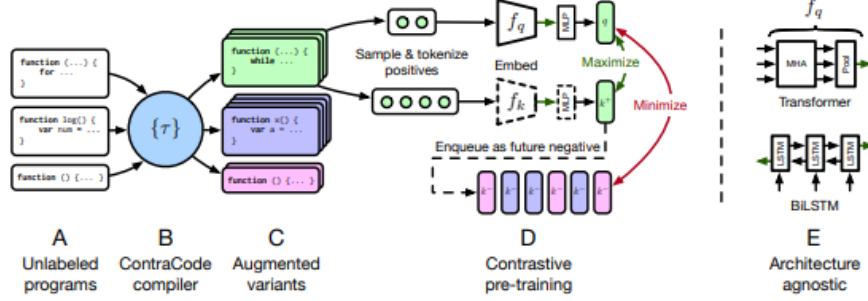 function (...) {
for ...
}
function log() {
var num = ...
}
function () {... }
{τ}
function (...) {
while ...
}
function x() {
var a = ...
}
function () {... }
Sample & tokenize
positives
f_q
MLP
q
Embed
Maximize
f_k
MLP
k⁺
Minimize
Enqueue as future negative
k⁻ k⁻ k⁻ k⁻ k⁻ k⁻
f_q
MHA
Pool
Transformer
LSTM
LSTM
LSTM
BiLSTM
A
Unlabeled
programs
B
ContraCode
compiler
C
Augmented
variants
D
Contrastive
pre-training
E
Architecture
agnostic